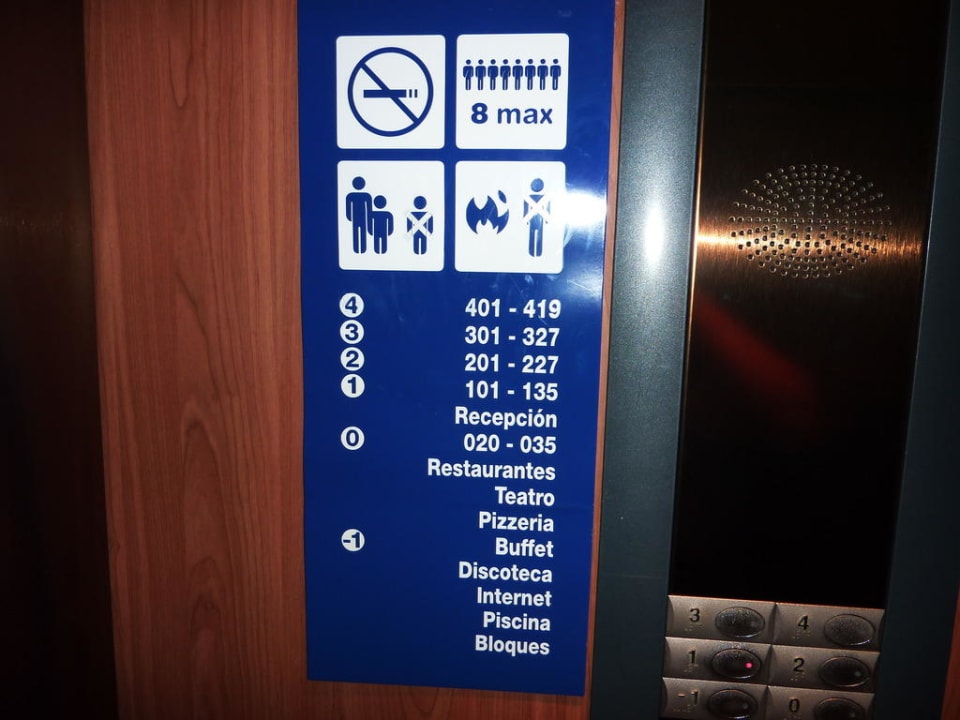 8 max
4 401 - 419
3 301 - 327
2 201 - 227
1 101 - 135
Recepción
0 020 - 035
Restaurantes
Teatro
Pizzeria
-1 Buffet
Discoteca
Internet
Piscina
Bloques
3 4
1 2
-1 0